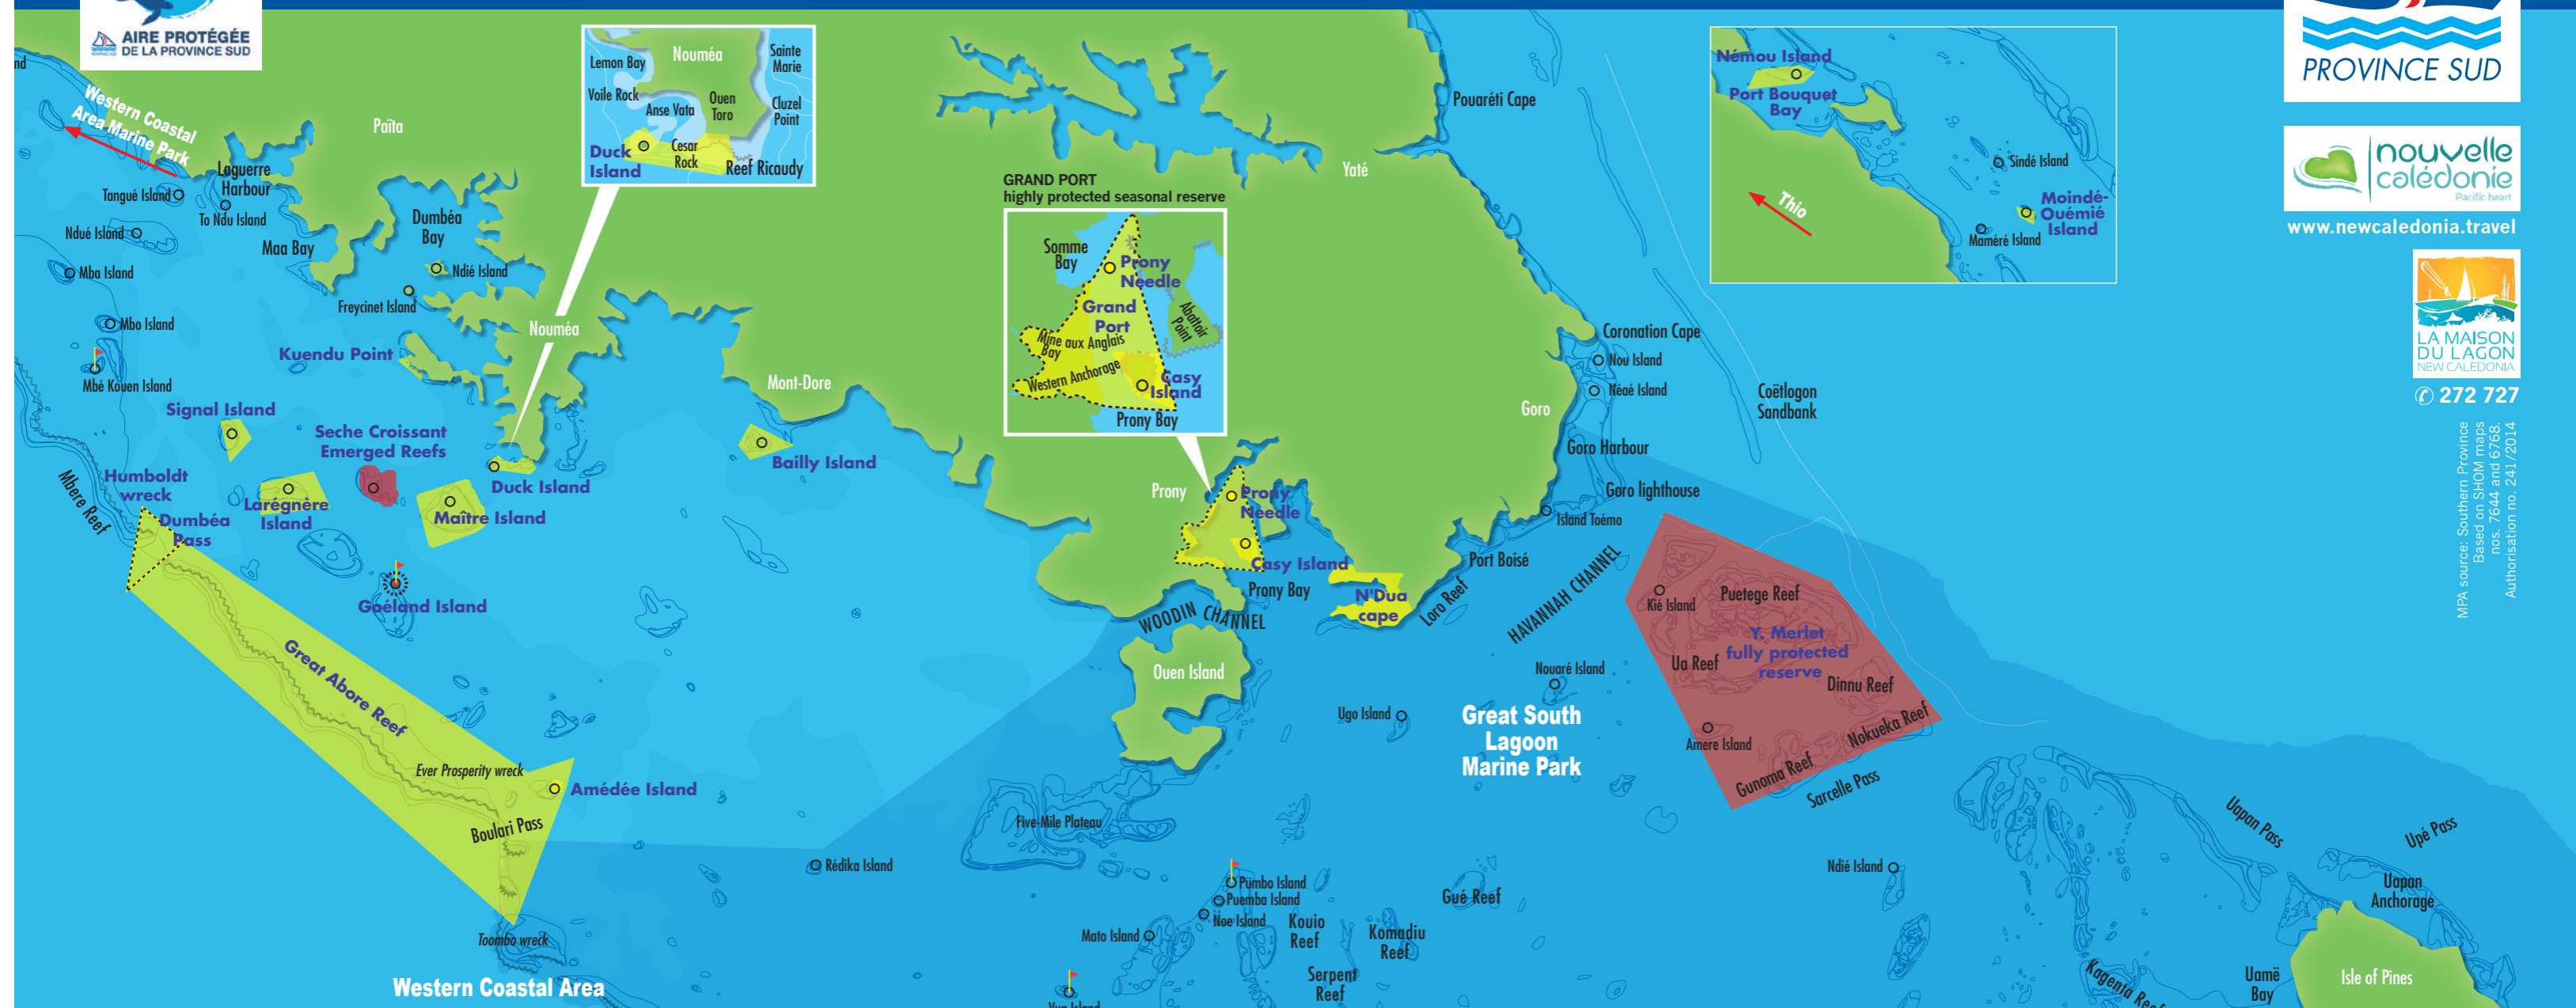 AIRE PROTÉGÉE
DE LA PROVINCE SUD
PROVINCE SUD
nouvelle
calédonie
Pacific heart
www.newcaledonia.travel
LA MAISON
DU LAGON
NEW CALEDONIA
✆ 272 727
MPA source: Southern Province
Based on SHOM maps
nos. 7644 and 6768.
Authorisation no. 241/2014
nd
Western Coastal
Area Marine Park
Païta
Laguerre
Harbour
Tangué Island
To Ndu Island
Ndué Island
Maa Bay
Dumbéa
Bay
Mba Island
Ndié Island
Freycinet Island
Mbo Island
Nouméa
Kuendu Point
Mbé Kouen Island
Signal Island
Seche Croissant
Emerged Reefs
Mbere Reef
Humboldt
wreck
Dumbéa
Pass
Larégnère
Island
Maître Island
Duck Island
Goéland Island
Great Abore Reef
Ever Prosperity wreck
Amédée Island
Boulari Pass
Toombo wreck
Western Coastal Area
Lemon Bay
Nouméa
Sainte
Marie
Voile Rock
Anse Vata
Ouen
Toro
Cluzel
Point
Duck
Island
Cesar
Rock
Reef Ricaudy
Mont-Dore
Bailly Island
GRAND PORT
highly protected seasonal reserve
Somme
Bay
Prony
Needle
Grand
Port
Abattoir
Point
Mine aux Anglais
Bay
Western Anchorage
Casy
Island
Prony Bay
Prony
Prony
Needle
Casy Island
Prony Bay
WOODIN CHANNEL
Ouen Island
N'Dua
cape
Loro Reef
Port Boisé
HAVANNAH CHANNEL
Pouaréti Cape
Yaté
Coronation Cape
Nou Island
Néaé Island
Goro
Coëtlogon
Sandbank
Goro Harbour
Goro lighthouse
Island Toémo
Némou Island
Port Bouquet
Bay
Sindé Island
Thio
Moindé-
Ouémié
Island
Maméré Island
Kié Island
Puetege Reef
Y. Merlet
fully protected
reserve
Ua Reef
Dinnu Reef
Amere Island
Nokueka Reef
Gunoma Reef
Sarcelle Pass
Nouaré Island
Ugo Island
Great South
Lagoon
Marine Park
Five-Mile Plateau
Rédika Island
Pumbo Island
Puemba Island
Noe Island
Mato Island
Kouio
Reef
Komadiu
Reef
Gué Reef
Serpent
Reef
Ndié Island
Uapan Pass
Upé Pass
Uapan
Anchorage
Uamë
Bay
Isle of Pines